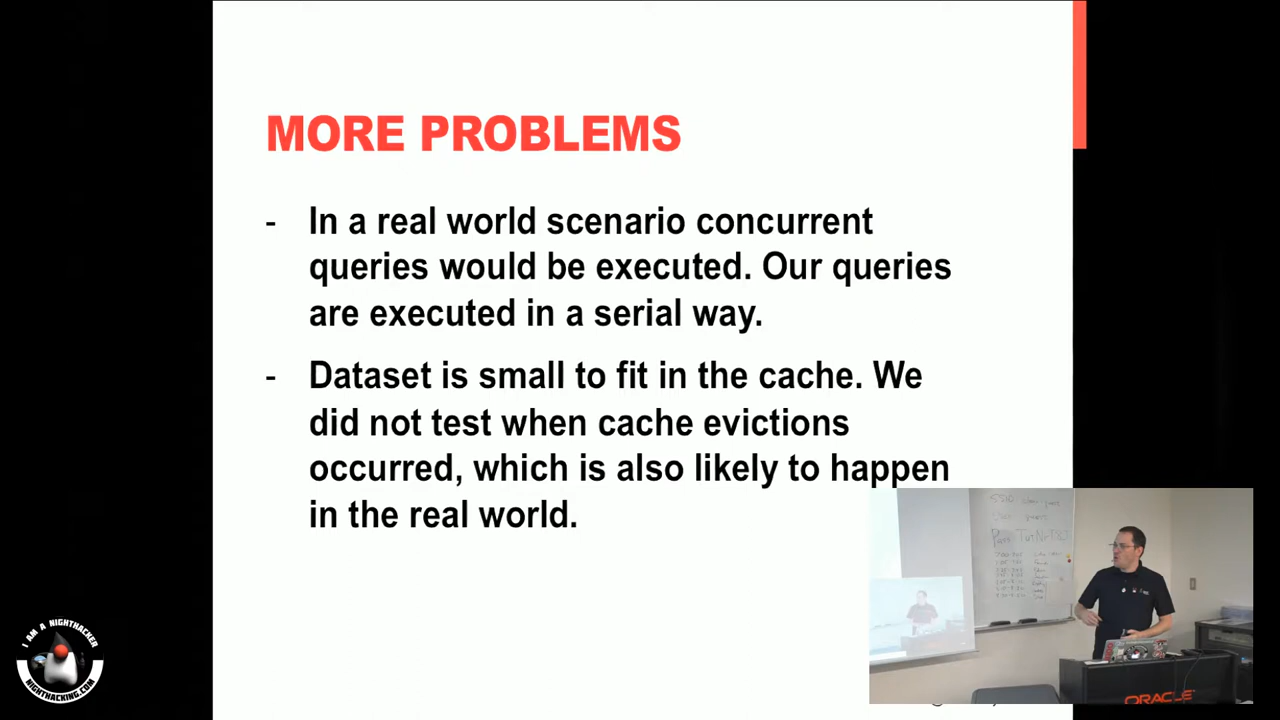 MORE PROBLEMS
- In a real world scenario concurrent
queries would be executed. Our queries
are executed in a serial way.
- Dataset is small to fit in the cache. We
did not test when cache evictions
occurred, which is also likely to happen
in the real world.
I AM A NIGHTHACKER
NIGHTHACKING.COM
SSID
ORACLE